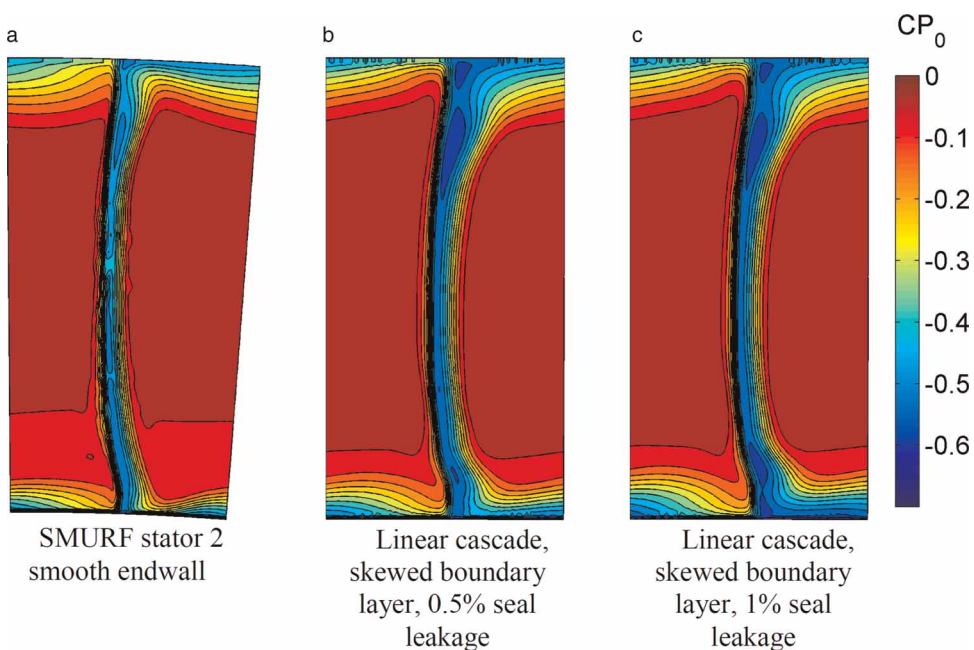 a
b
c
CP0
0
-0.1
-0.2
-0.3
-0.4
-0.5
-0.6
SMURF stator 2
smooth endwall
Linear cascade,
skewed boundary
layer, 0.5% seal
leakage
Linear cascade,
skewed boundary
layer, 1% seal
leakage